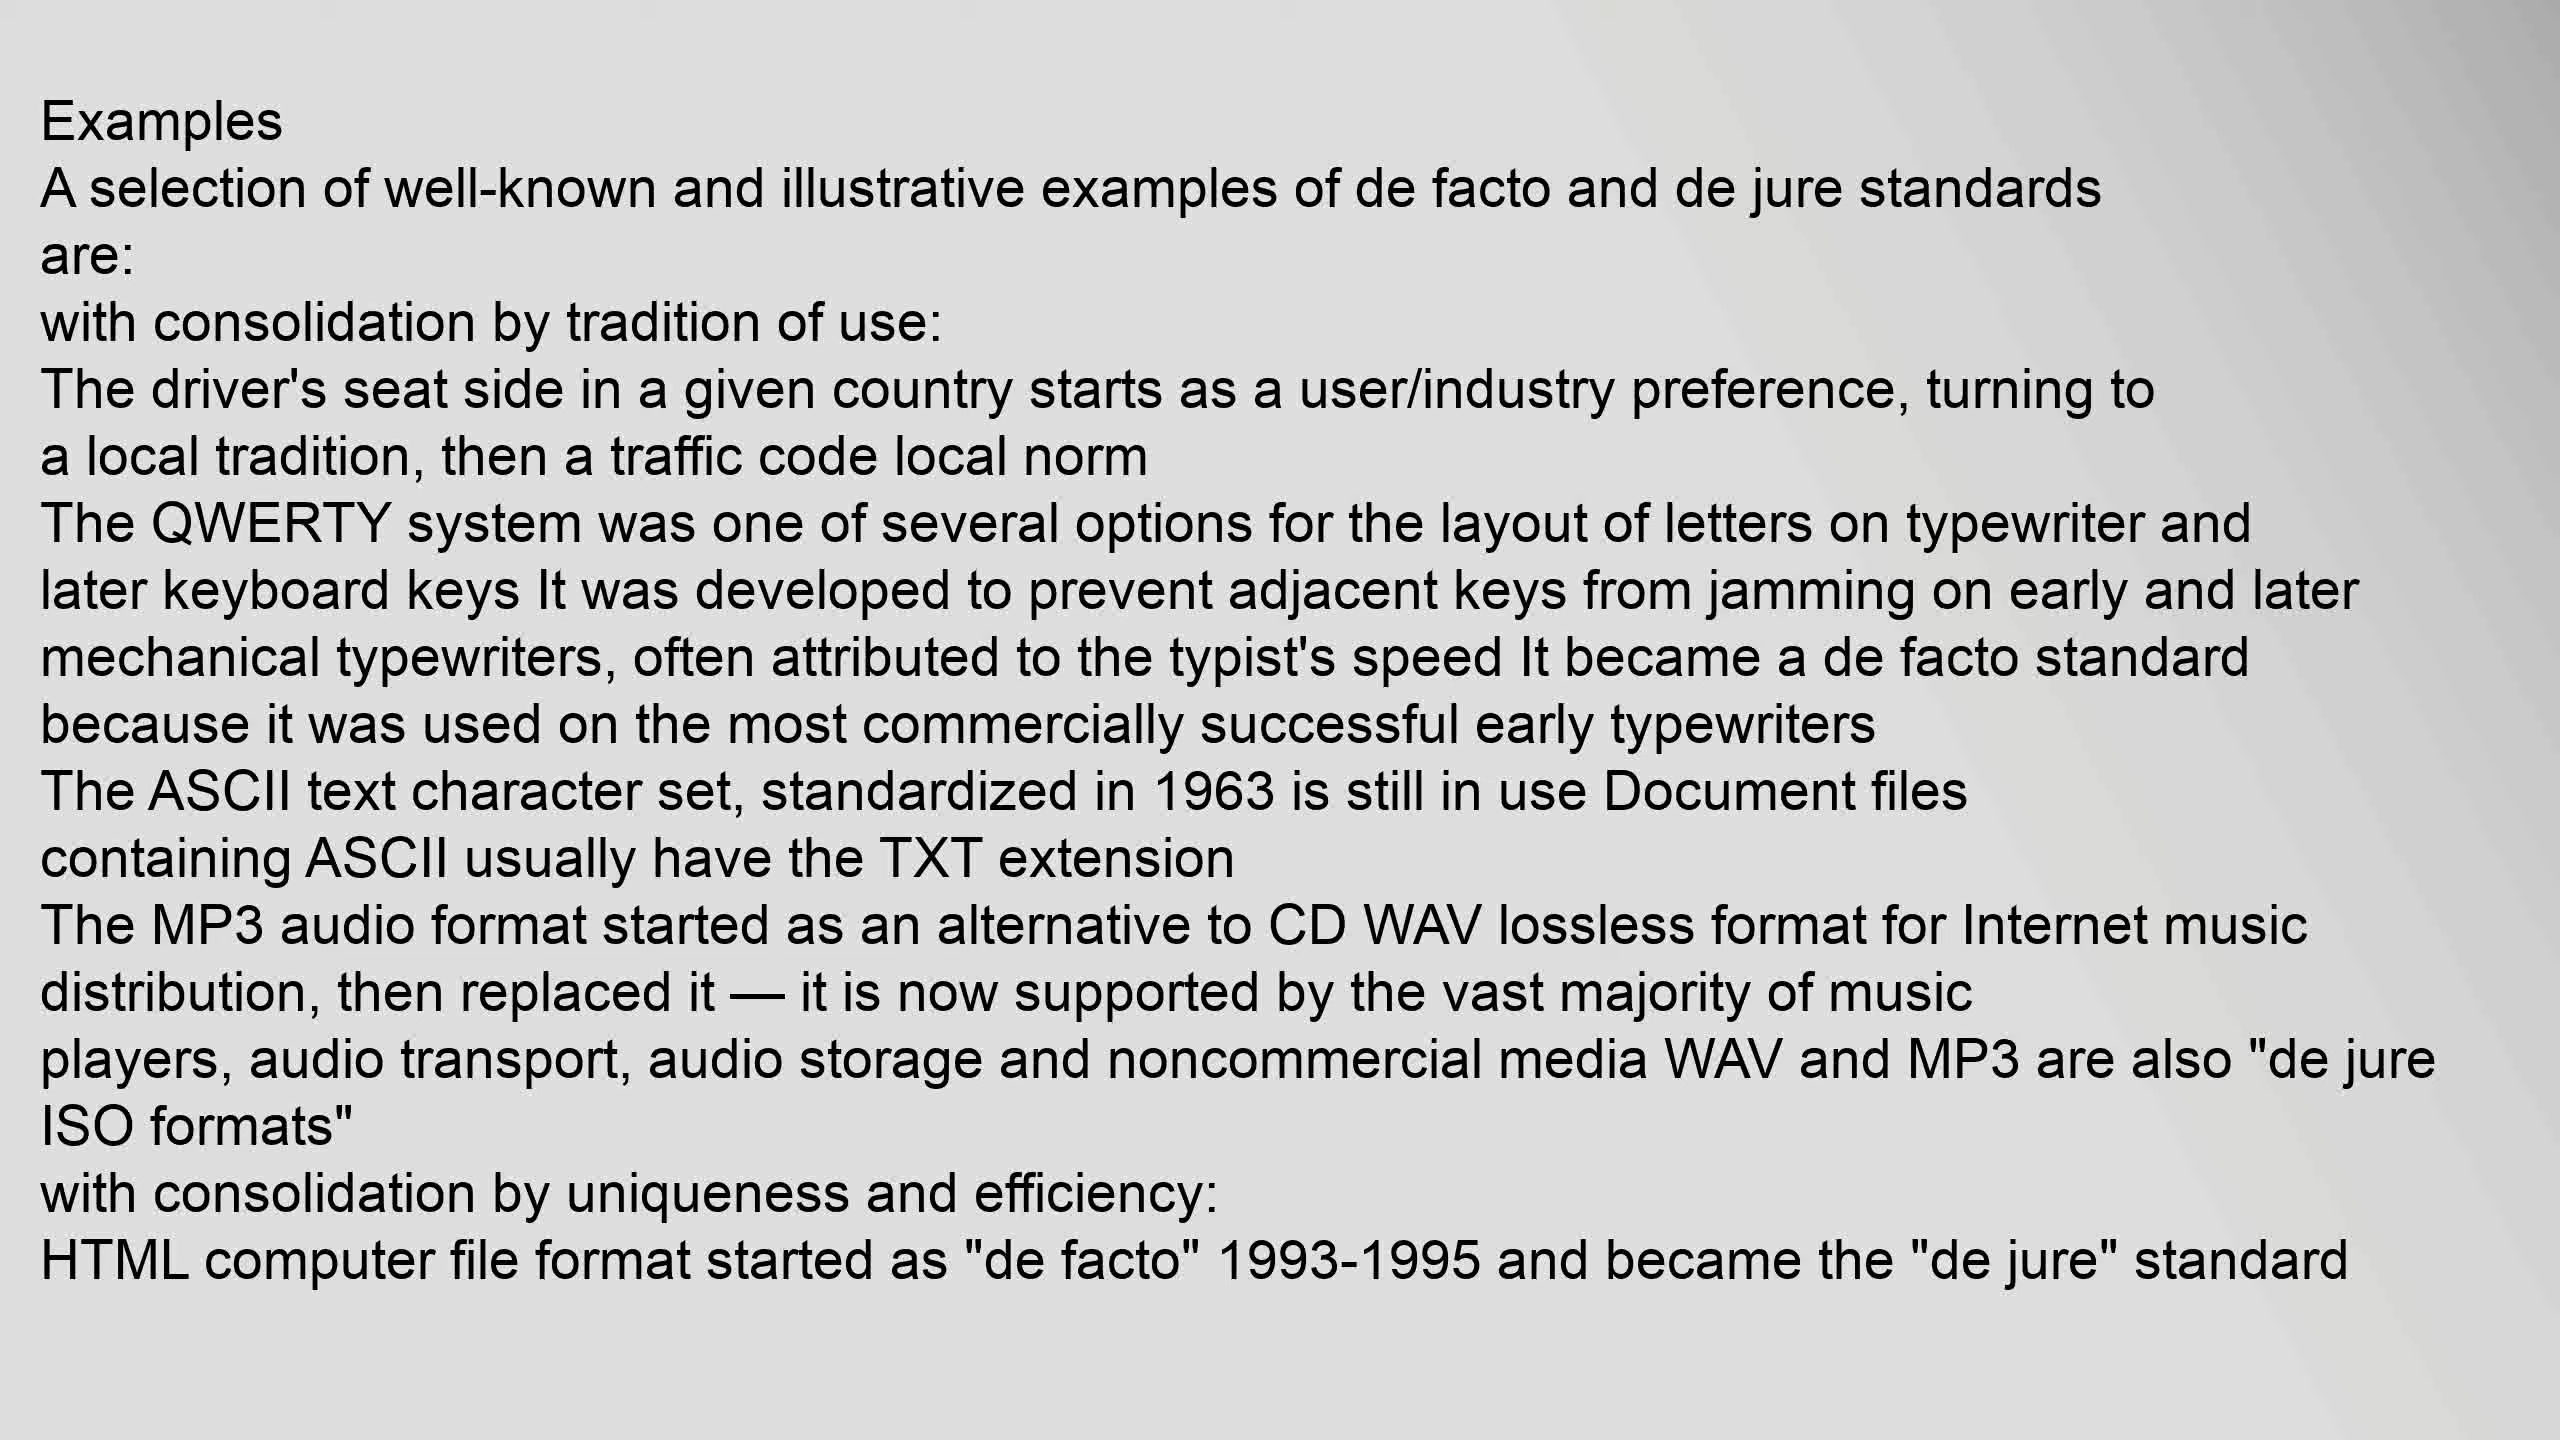 Examples
A selection of well-known and illustrative examples of de facto and de jure standards
are:
with consolidation by tradition of use:
The driver's seat side in a given country starts as a user/industry preference, turning to
a local tradition, then a traffic code local norm
The QWERTY system was one of several options for the layout of letters on typewriter and
later keyboard keys It was developed to prevent adjacent keys from jamming on early and later
mechanical typewriters, often attributed to the typist's speed It became a de facto standard
because it was used on the most commercially successful early typewriters
The ASCII text character set, standardized in 1963 is still in use Document files
containing ASCII usually have the TXT extension
The MP3 audio format started as an alternative to CD WAV lossless format for Internet music
distribution, then replaced it — it is now supported by the vast majority of music
players, audio transport, audio storage and noncommercial media WAV and MP3 are also "de jure
ISO formats"
with consolidation by uniqueness and efficiency:
HTML computer file format started as "de facto" 1993-1995 and became the "de jure" standard